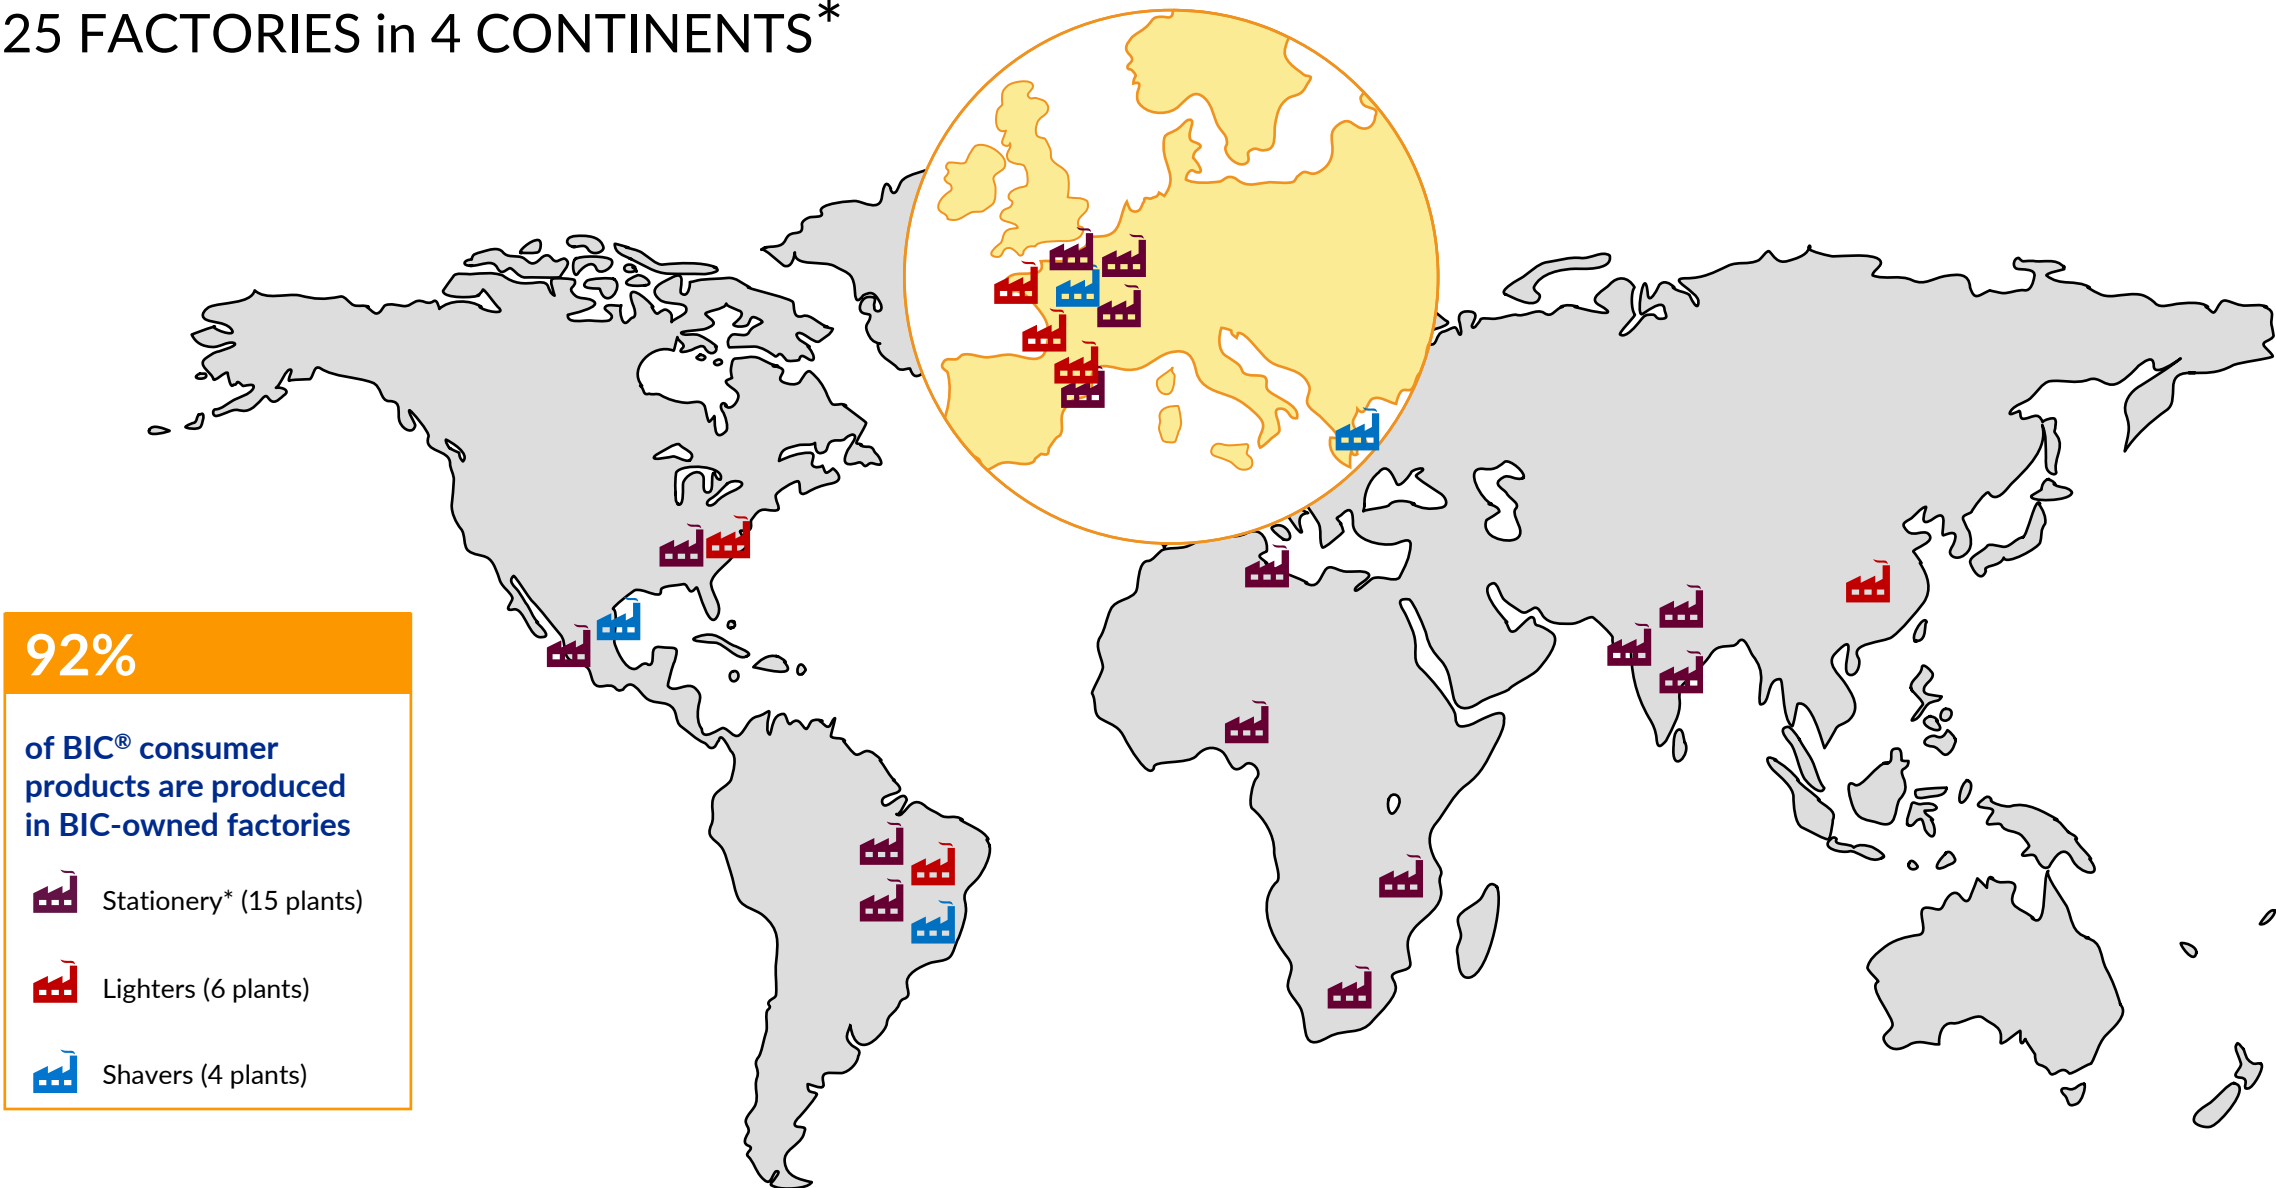 25 FACTORIES in 4 CONTINENTS*
92%
of BIC® consumer
products are produced
in BIC-owned factories
Stationery* (15 plants)
Lighters (6 plants)
Shavers (4 plants)